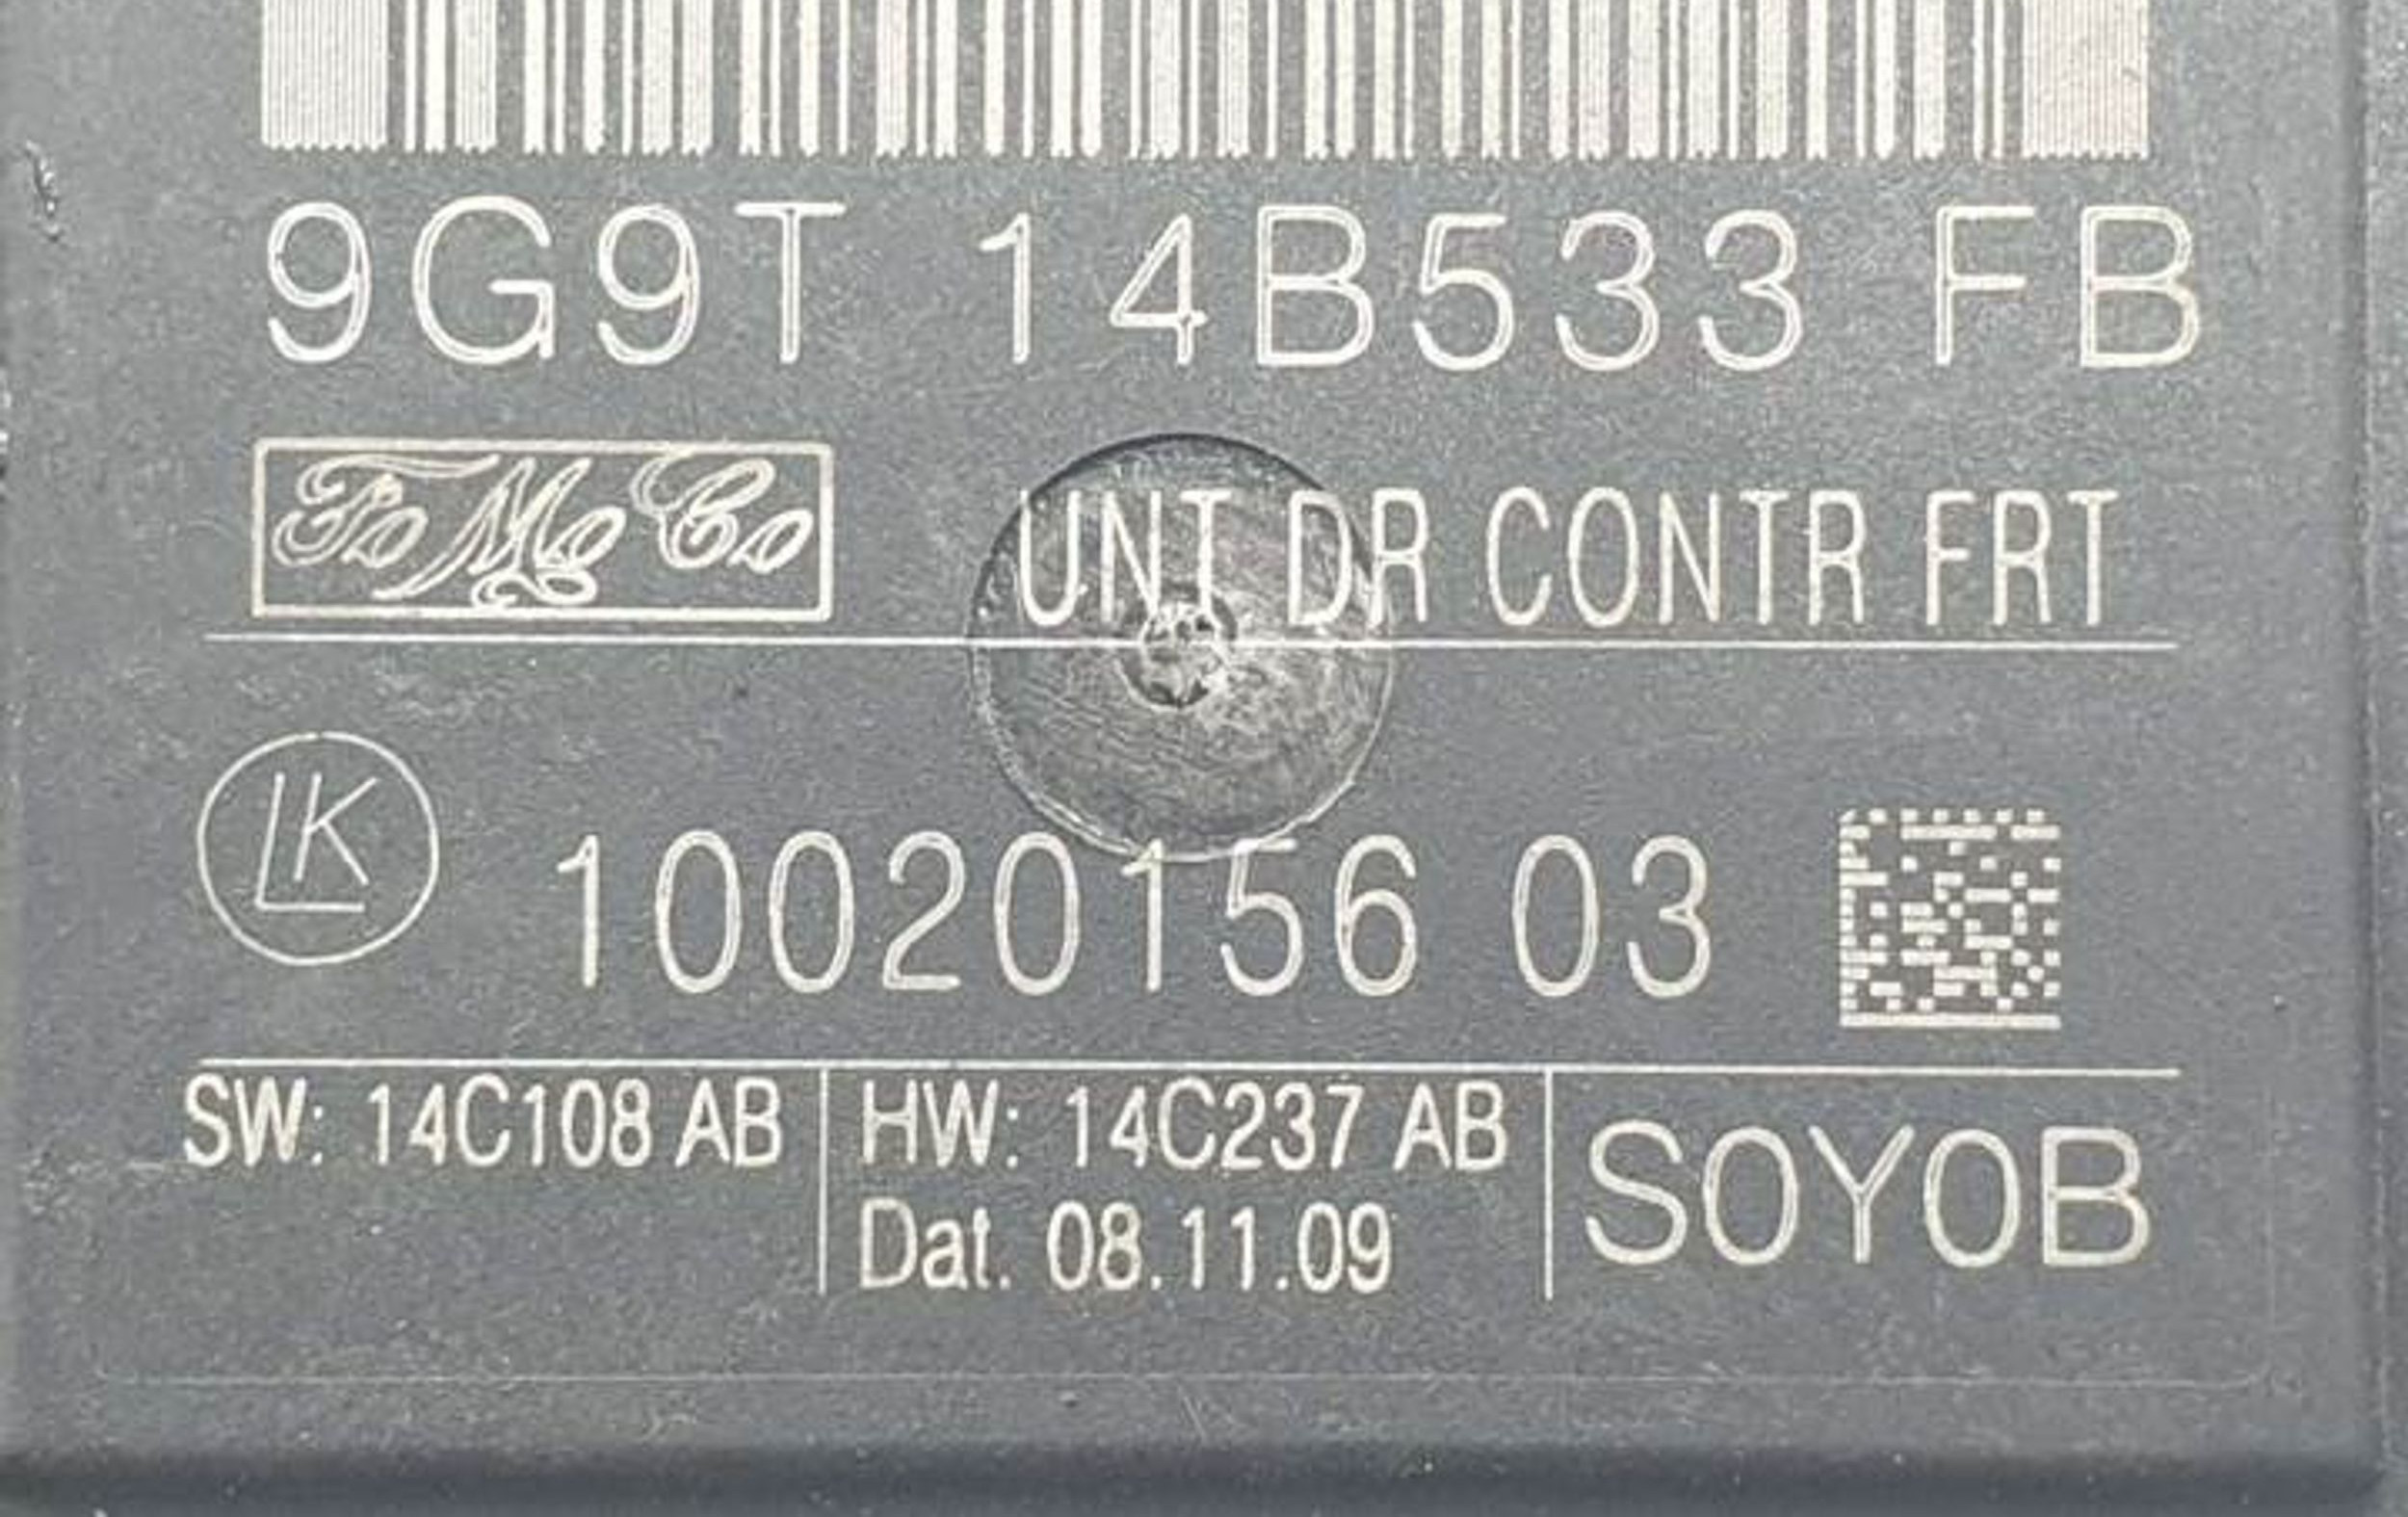 9G9T 14B533 FB
FoMoCo UNT DR CONTR FRT
LK 10020156 03
SW: 14C108 AB HW: 14C237 AB S0Y0B
Dat. 08.11.09